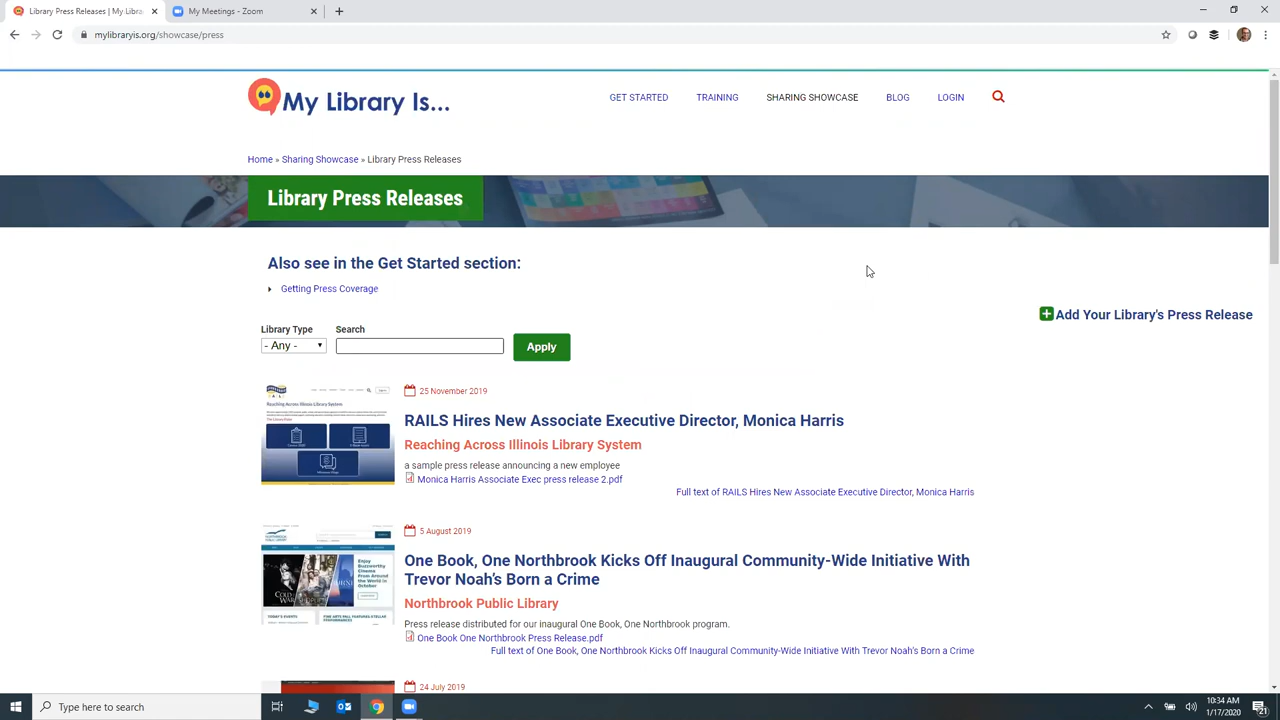 Library Press Releases | My Libra
My Meetings - Zoom
mylibraryis.org/showcase/press
My Library Is...
GET STARTED
TRAINING
SHARING SHOWCASE
BLOG
LOGIN
Home » Sharing Showcase » Library Press Releases
Library Press Releases
Also see in the Get Started section:
Getting Press Coverage
Add Your Library's Press Release
Library Type
Search
- Any -
Apply
25 November 2019
RAILS Hires New Associate Executive Director, Monica Harris
Reaching Across Illinois Library System
a sample press release announcing a new employee
Monica Harris Associate Exec press release 2.pdf
Full text of RAILS Hires New Associate Executive Director, Monica Harris
5 August 2019
One Book, One Northbrook Kicks Off Inaugural Community-Wide Initiative With
Trevor Noah's Born a Crime
Northbrook Public Library
Press release distributed for our inaugural One Book, One Northbrook program.
One Book One Northbrook Press Release.pdf
Full text of One Book, One Northbrook Kicks Off Inaugural Community-Wide Initiative With Trevor Noah's Born a Crime
24 July 2019
Type here to search
10:34 AM
1/17/2020
21